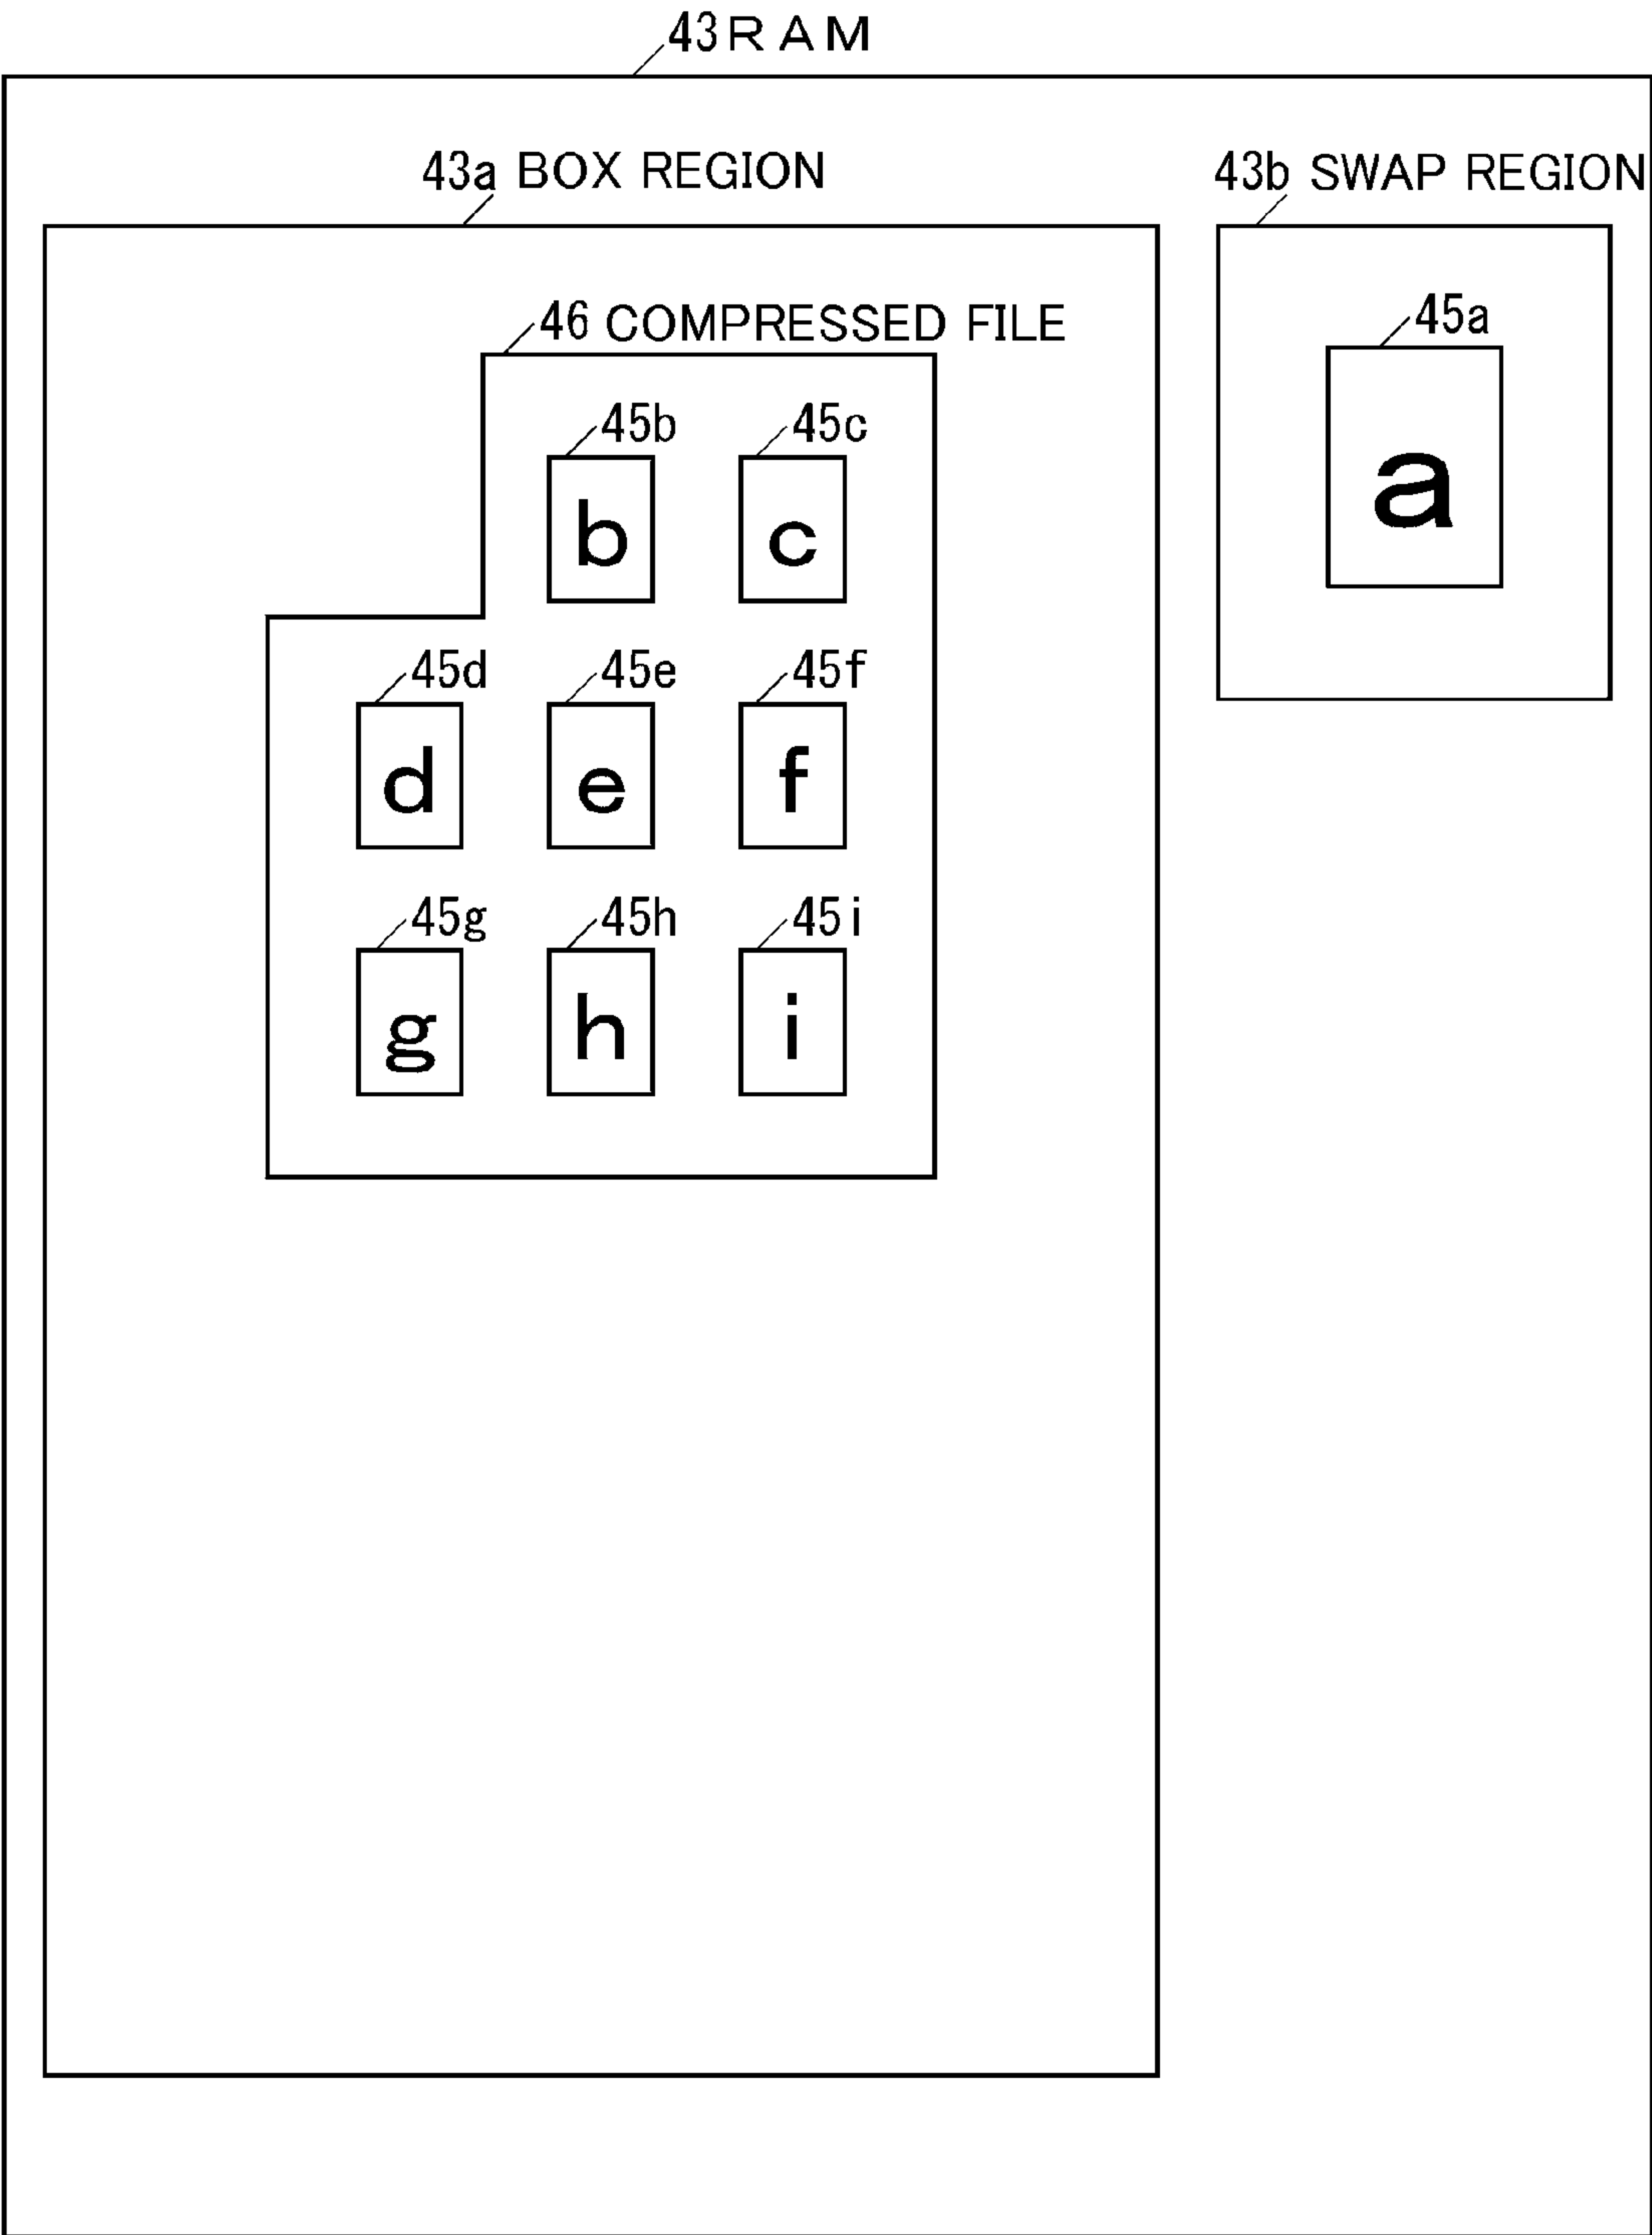 43 RAM
43a BOX REGION
43b SWAP REGION
46 COMPRESSED FILE
45a
a
45b 45c
b c
45d 45e 45f
d e f
45g 45h 45i
g h i